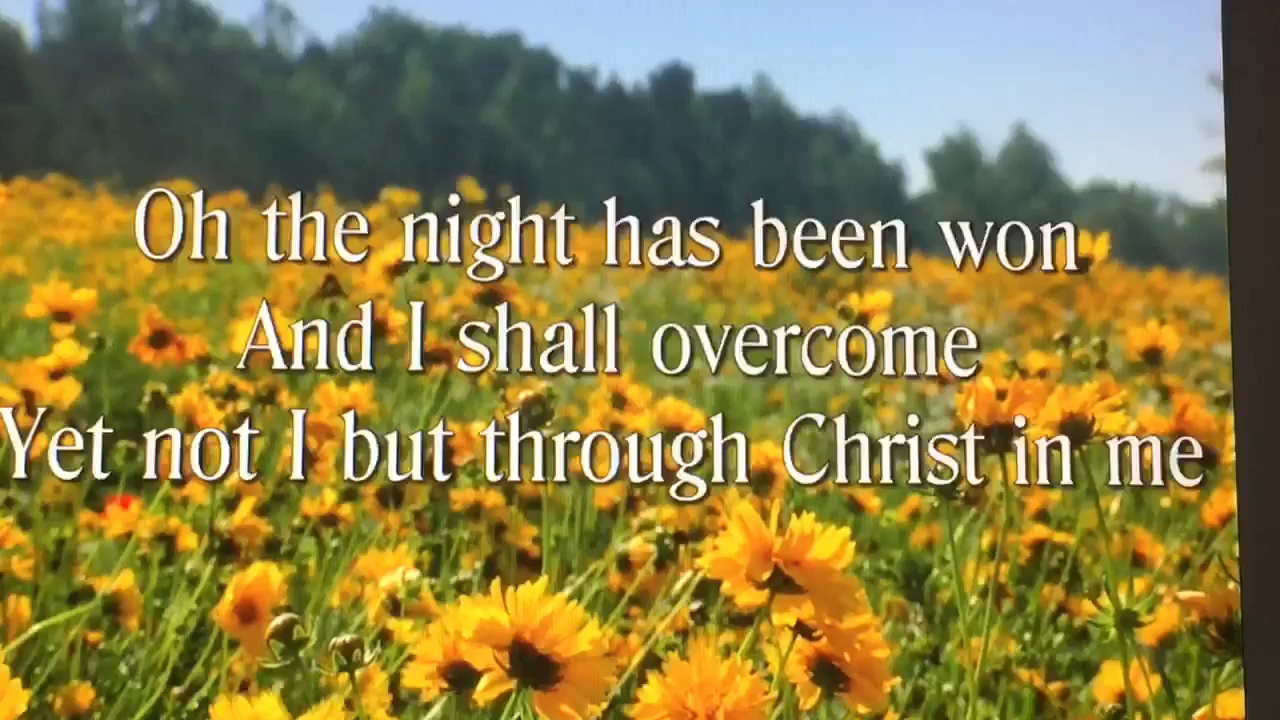 Oh the night has been won
And I shall overcome
Yet not I but through Christ in me